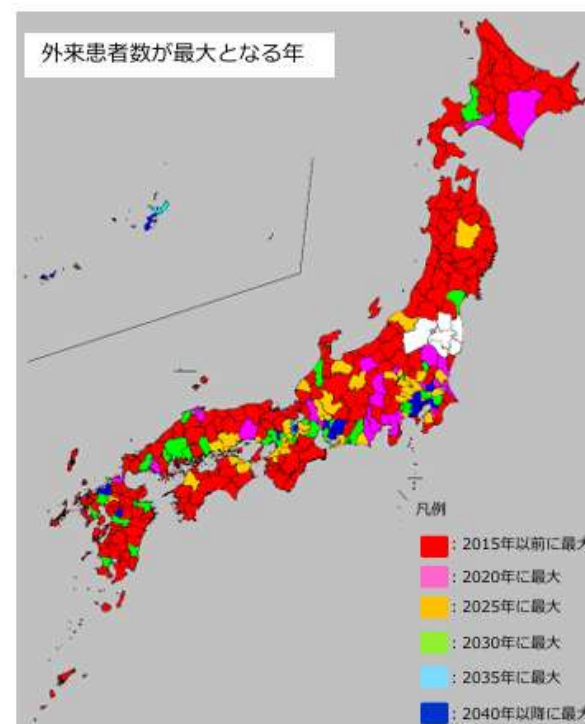 外来患者数が最大となる年
凡例
: 2015年以前に最大
: 2020年に最大
: 2025年に最大
: 2030年に最大
: 2035年に最大
: 2040年以降に最大